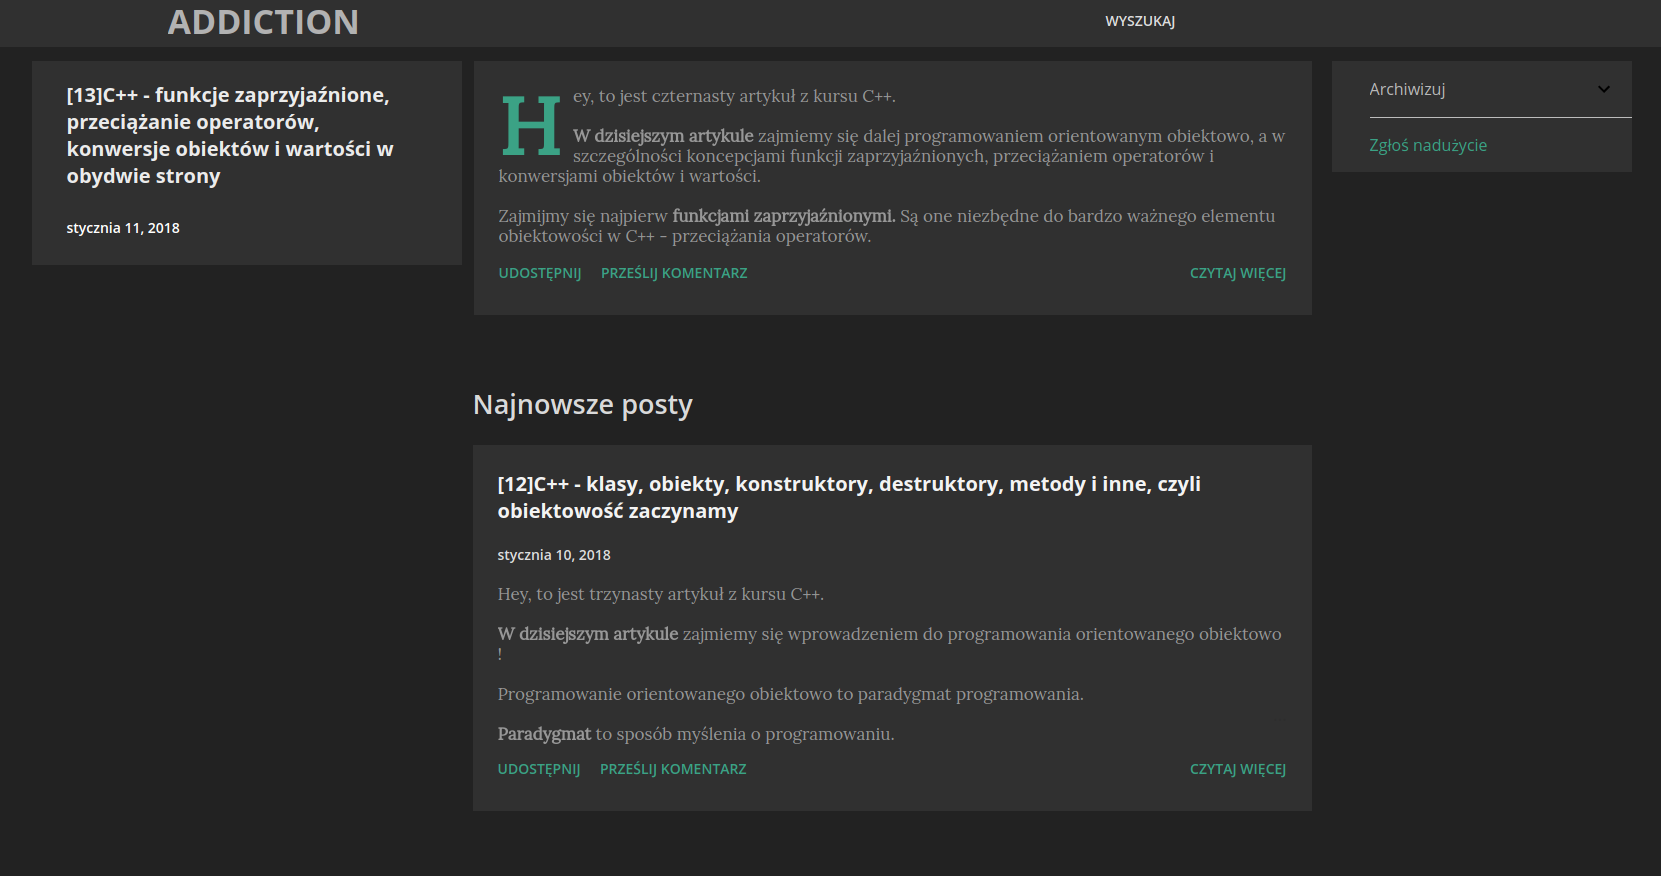 ADDICTION
WYSZUKAJ
[13]C++ - funkcje zaprzyjaźnione,
przeciążanie operatorów,
konwersje obiektów i wartości w
obydwie strony
stycznia 11, 2018
Hey, to jest czternasty artykuł z kursu C++.
W dzisiejszym artykule zajmiemy się dalej programowaniem orientowanym obiektowo, a w
szczególności koncepcjami funkcji zaprzyjaźnionych, przeciążaniem operatorów i
konwersjami obiektów i wartości.
Zajmijmy się najpierw funkcjami zaprzyjaźnionymi. Są one niezbędne do bardzo ważnego elementu
obiektowości w C++ - przeciążania operatorów.
UDOSTĘPNIJ PRZEŚLIJ KOMENTARZ CZYTAJ WIĘCEJ
Archiwizuj
Zgłoś nadużycie
Najnowsze posty
[12]C++ - klasy, obiekty, konstruktory, destruktory, metody i inne, czyli
obiektowość zaczynamy
stycznia 10, 2018
Hey, to jest trzynasty artykuł z kursu C++.
W dzisiejszym artykule zajmiemy się wprowadzeniem do programowania orientowanego obiektowo
!
Programowanie orientowanego obiektowo to paradygmat programowania.
Paradygmat to sposób myślenia o programowaniu.
UDOSTĘPNIJ PRZEŚLIJ KOMENTARZ CZYTAJ WIĘCEJ